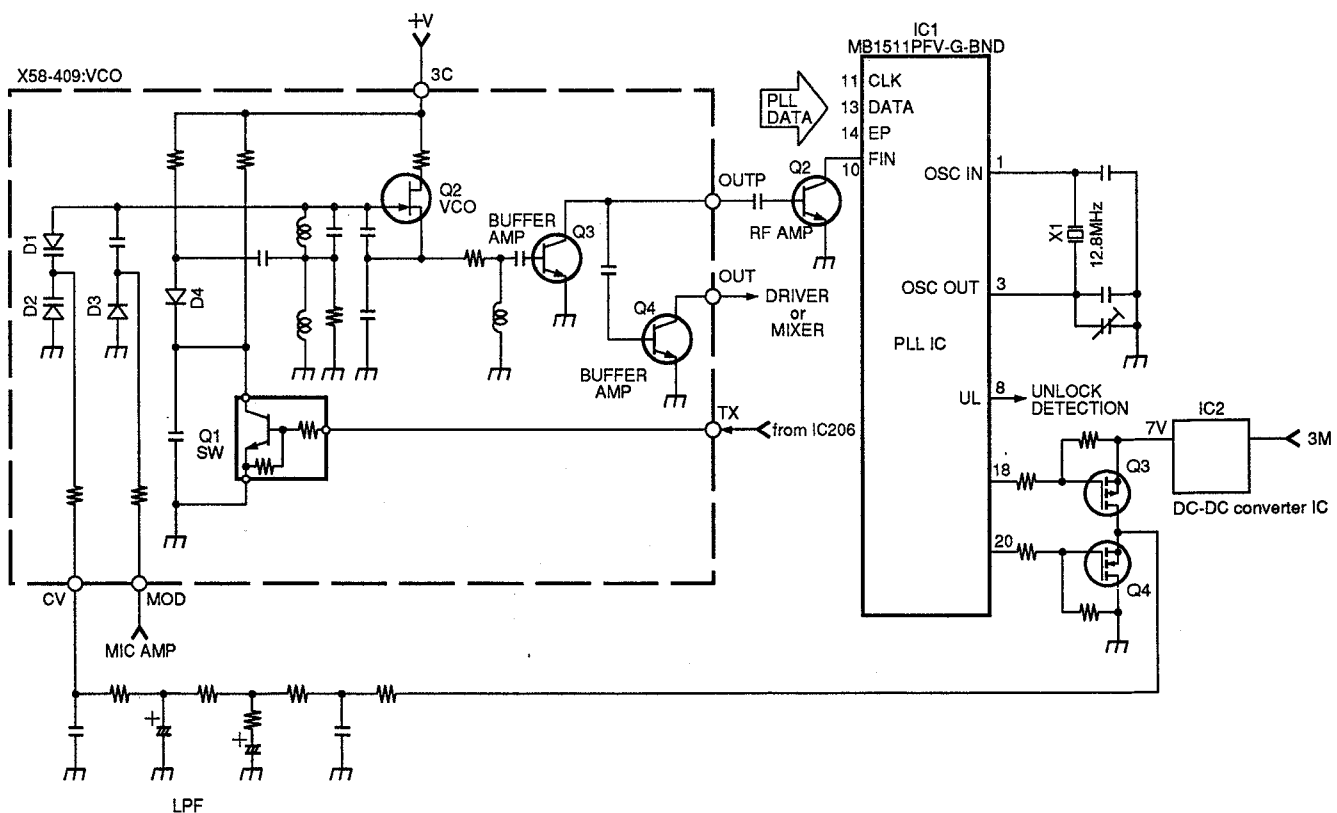 +V
3C
X58-409:VCO
IC1
MB1511PFV-G-BND
PLL
DATA
11 CLK
13 DATA
14 EP
10 FIN
OSC IN 1
OSC OUT 3
PLL IC
UL 8
18
20
Q2
VCO
BUFFER
AMP
Q3
OUTP
Q2
RF AMP
X1
12.8MHz
D1
D2
D3
D4
OUT
DRIVER
or
MIXER
Q4
BUFFER
AMP
Q1
SW
TX
from IC206
UNLOCK
DETECTION
7V
IC2
3M
Q3
DC-DC converter IC
Q4
CV
MOD
MIC AMP
+
+
LPF